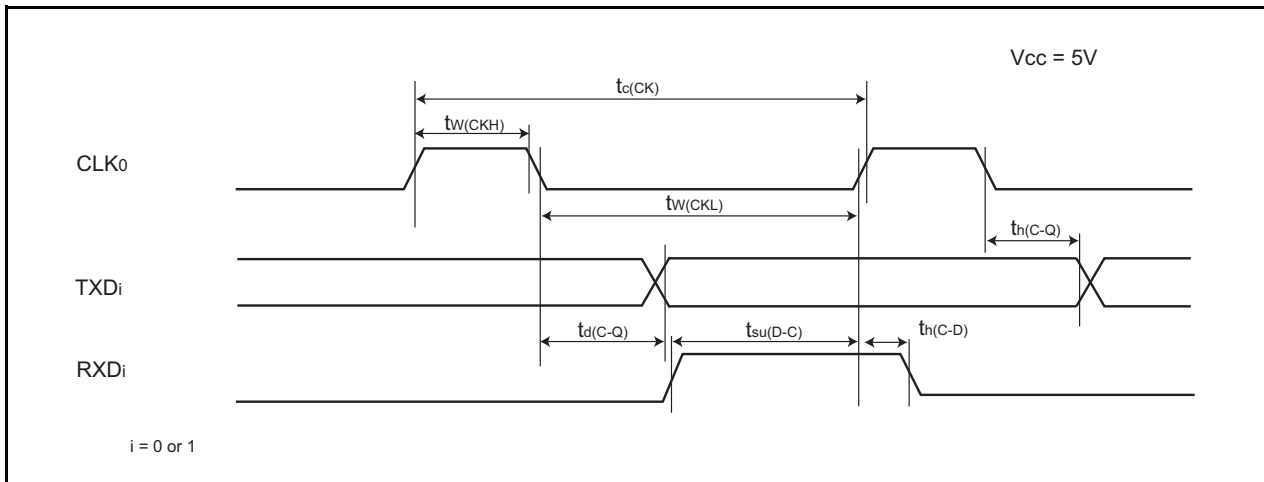 Vcc = 5V
tc(CK)
tW(CKH)
CLK0
tW(CKL)
th(C-Q)
TXDi
td(C-Q)
tsu(D-C)
th(C-D)
RXDi
i = 0 or 1